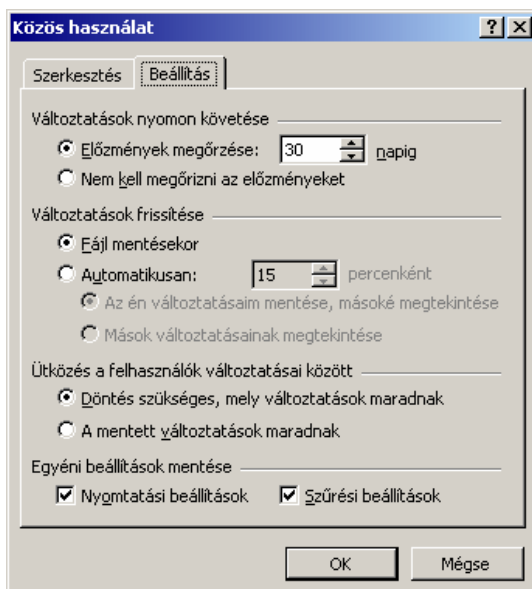 Közös használat
Szerkesztés Beállítás
Változtatások nyomon követése
Előzmények megőrzése: 30 napig
Nem kell megőrizni az előzményeket
Változtatások frissítése
Fájl mentésekor
Automatikusan: 15 percenként
Az én változtatásaim mentése, másoké megtekintése
Mások változtatásainak megtekintése
Ütközés a felhasználók változtatásai között
Döntés szükséges, mely változtatások maradnak
A mentett változtatások maradnak
Egyéni beállítások mentése
Nyomtatási beállítások Szűrési beállítások
OK Mégse